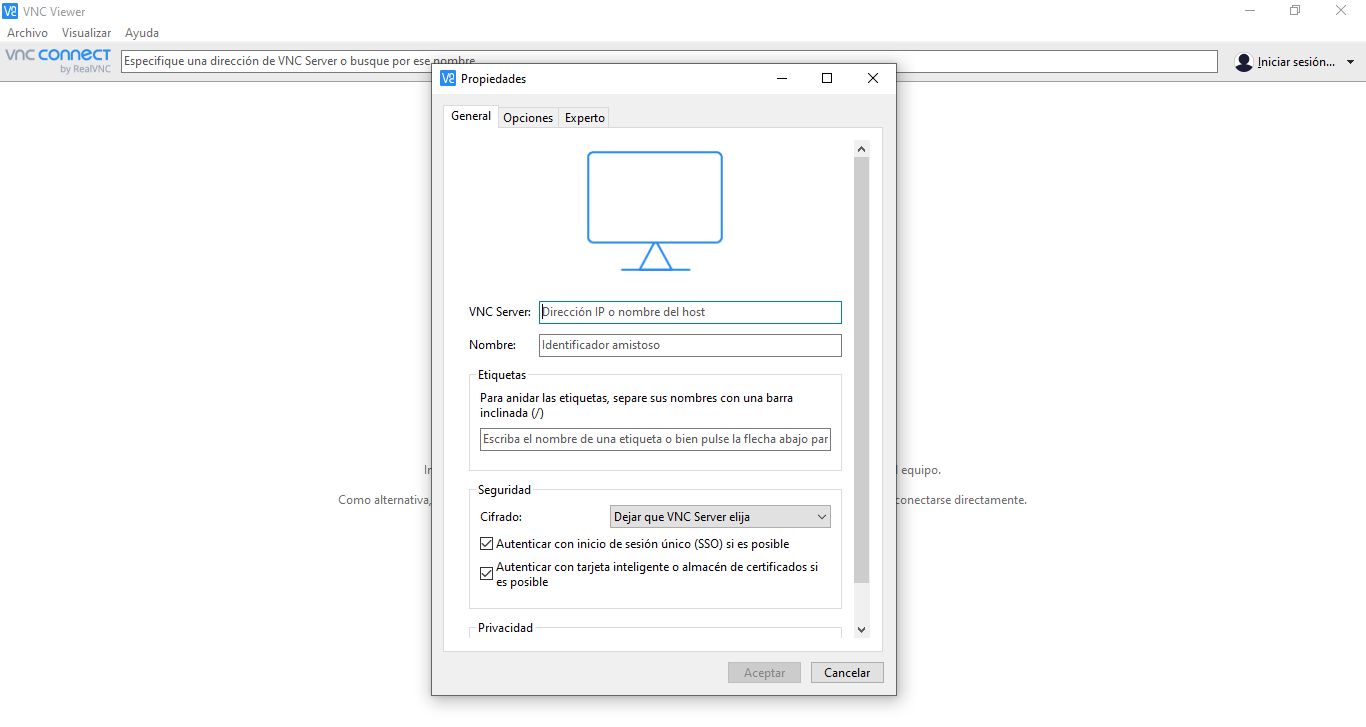 VNC Viewer
Archivo Visualizar Ayuda
vnc connect
by RealVNC
Especifique una dirección de VNC Server o busque por ese nombre
Iniciar sesión...
Propiedades
General Opciones Experto
VNC Server: Dirección IP o nombre del host
Nombre: Identificador amistoso
Etiquetas
Para anidar las etiquetas, separe sus nombres con una barra
inclinada (/)
Escriba el nombre de una etiqueta o bien pulse la flecha abajo par
equipo.
Como alternativa, conectarse directamente.
Seguridad
Cifrado: Dejar que VNC Server elija
Autenticar con inicio de sesión único (SSO) si es posible
Autenticar con tarjeta inteligente o almacén de certificados si
es posible
Privacidad
Aceptar Cancelar